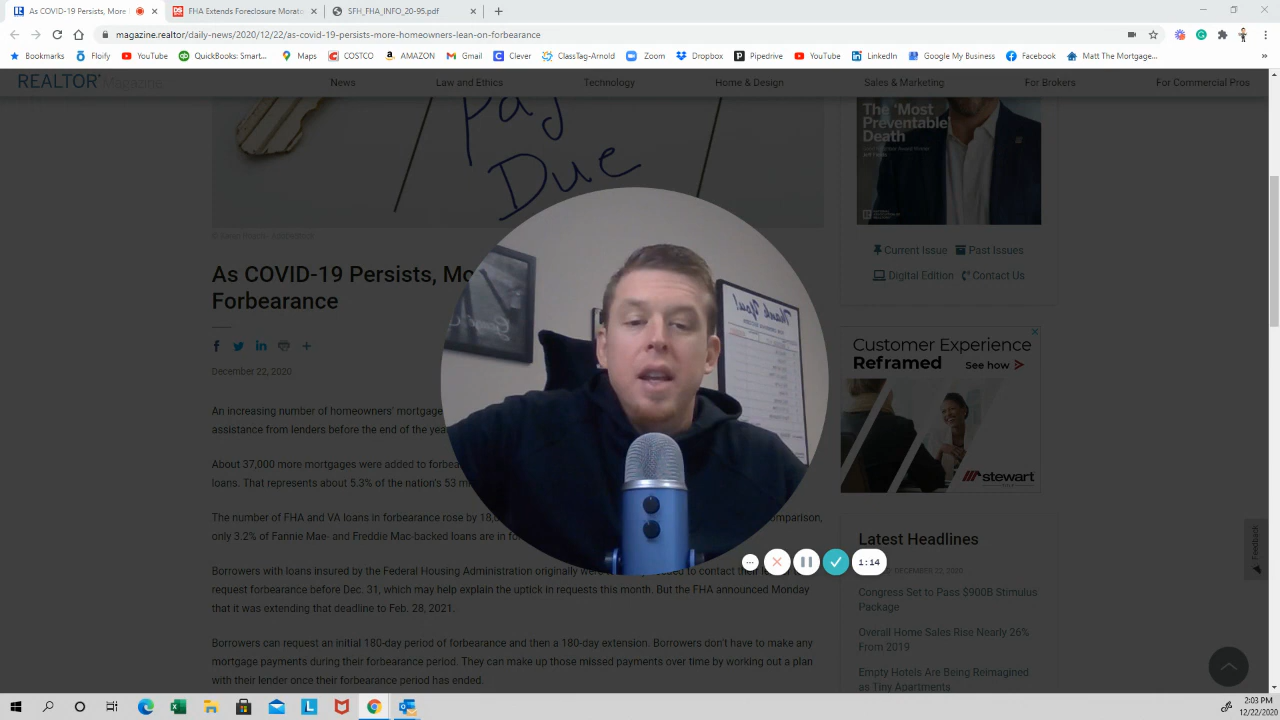 As COVID-19 Persists, Mo
FHA Extends Foreclosure Morato
SFH_FHA_INFO_20-95.pdf
magazine.realtor/daily-news/2020/12/22/as-covid-19-persists-more-homeowners-lean-on-forbearance
Bookmarks Floify YouTube QuickBooks: Smart-... Maps COSTCO AMAZON Gmail Clever ClassTag-Arnold Zoom Dropbox Pipedrive YouTube LinkedIn Google My Business Facebook Matt The Mortgage...
REALTOR Magazine
News Law and Ethics Technology Home & Design Sales & Marketing For Brokers For Commercial Pros
Pay
Due
The 'Most
Preventable'
Death
Current Issue Past Issues
Digital Edition Contact Us
As COVID-19 Persists, Mo
Forbearance
Thank You!
December 22, 2020
An increasing number of homeowners' mortgage
assistance from lenders before the end of the yea
About 37,000 more mortgages were added to forbea
loans. That represents about 5.3% of the nation's 53 m
The number of FHA and VA loans in forbearance rose by 18, comparison,
only 3.2% of Fannie Mae- and Freddie Mac-backed loans are in fo
Borrowers with loans insured by the Federal Housing Administration originally were to contact their
request forbearance before Dec. 31, which may help explain the uptick in requests this month. But the FHA announced Monday
that it was extending that deadline to Feb. 28, 2021.
Borrowers can request an initial 180-day period of forbearance and then a 180-day extension. Borrowers don't have to make any
mortgage payments during their forbearance period. They can make up those missed payments over time by working out a plan
with their lender once their forbearance period has ended.
Customer Experience
Reframed See how
stewart
Latest Headlines
DECEMBER 22, 2020
Congress Set to Pass $900B Stimulus
Package
Overall Home Sales Rise Nearly 26%
From 2019
Empty Hotels Are Being Reimagined
as Tiny Apartments
Feedback
1:14
2:03 PM
12/22/2020